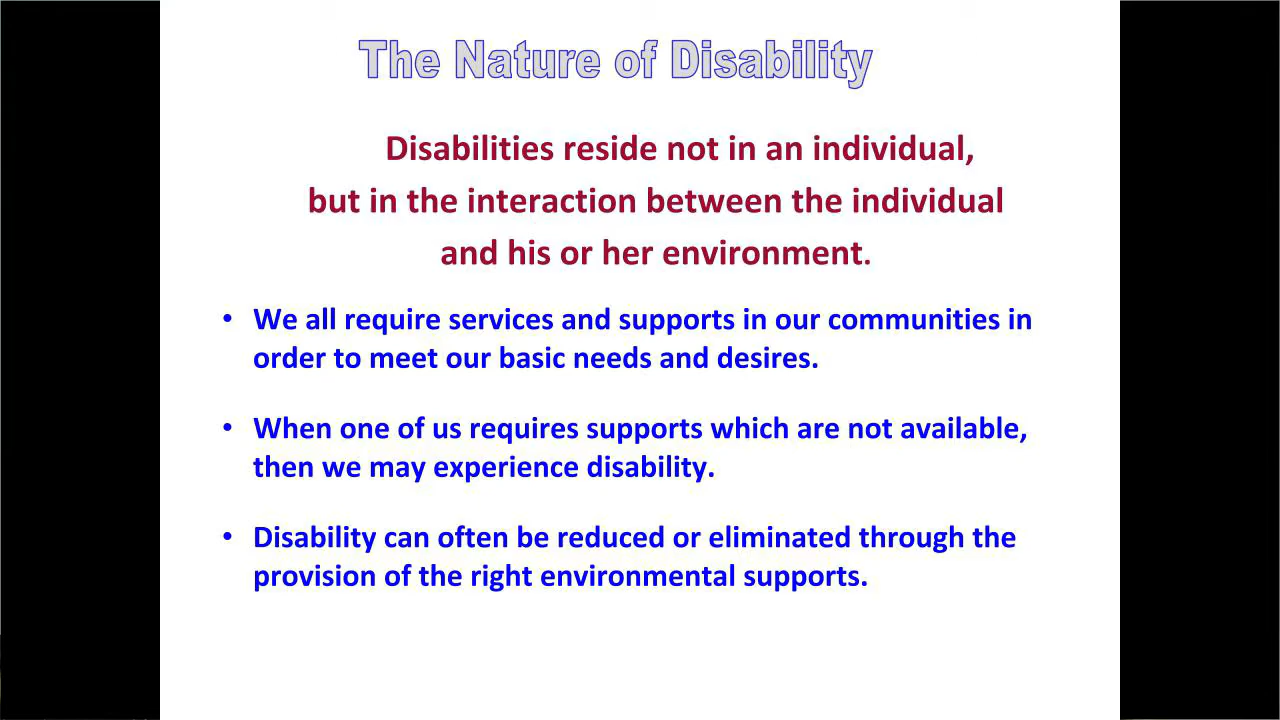 The Nature of Disability
Disabilities reside not in an individual,
but in the interaction between the individual
and his or her environment.
• We all require services and supports in our communities in
order to meet our basic needs and desires.
• When one of us requires supports which are not available,
then we may experience disability.
• Disability can often be reduced or eliminated through the
provision of the right environmental supports.